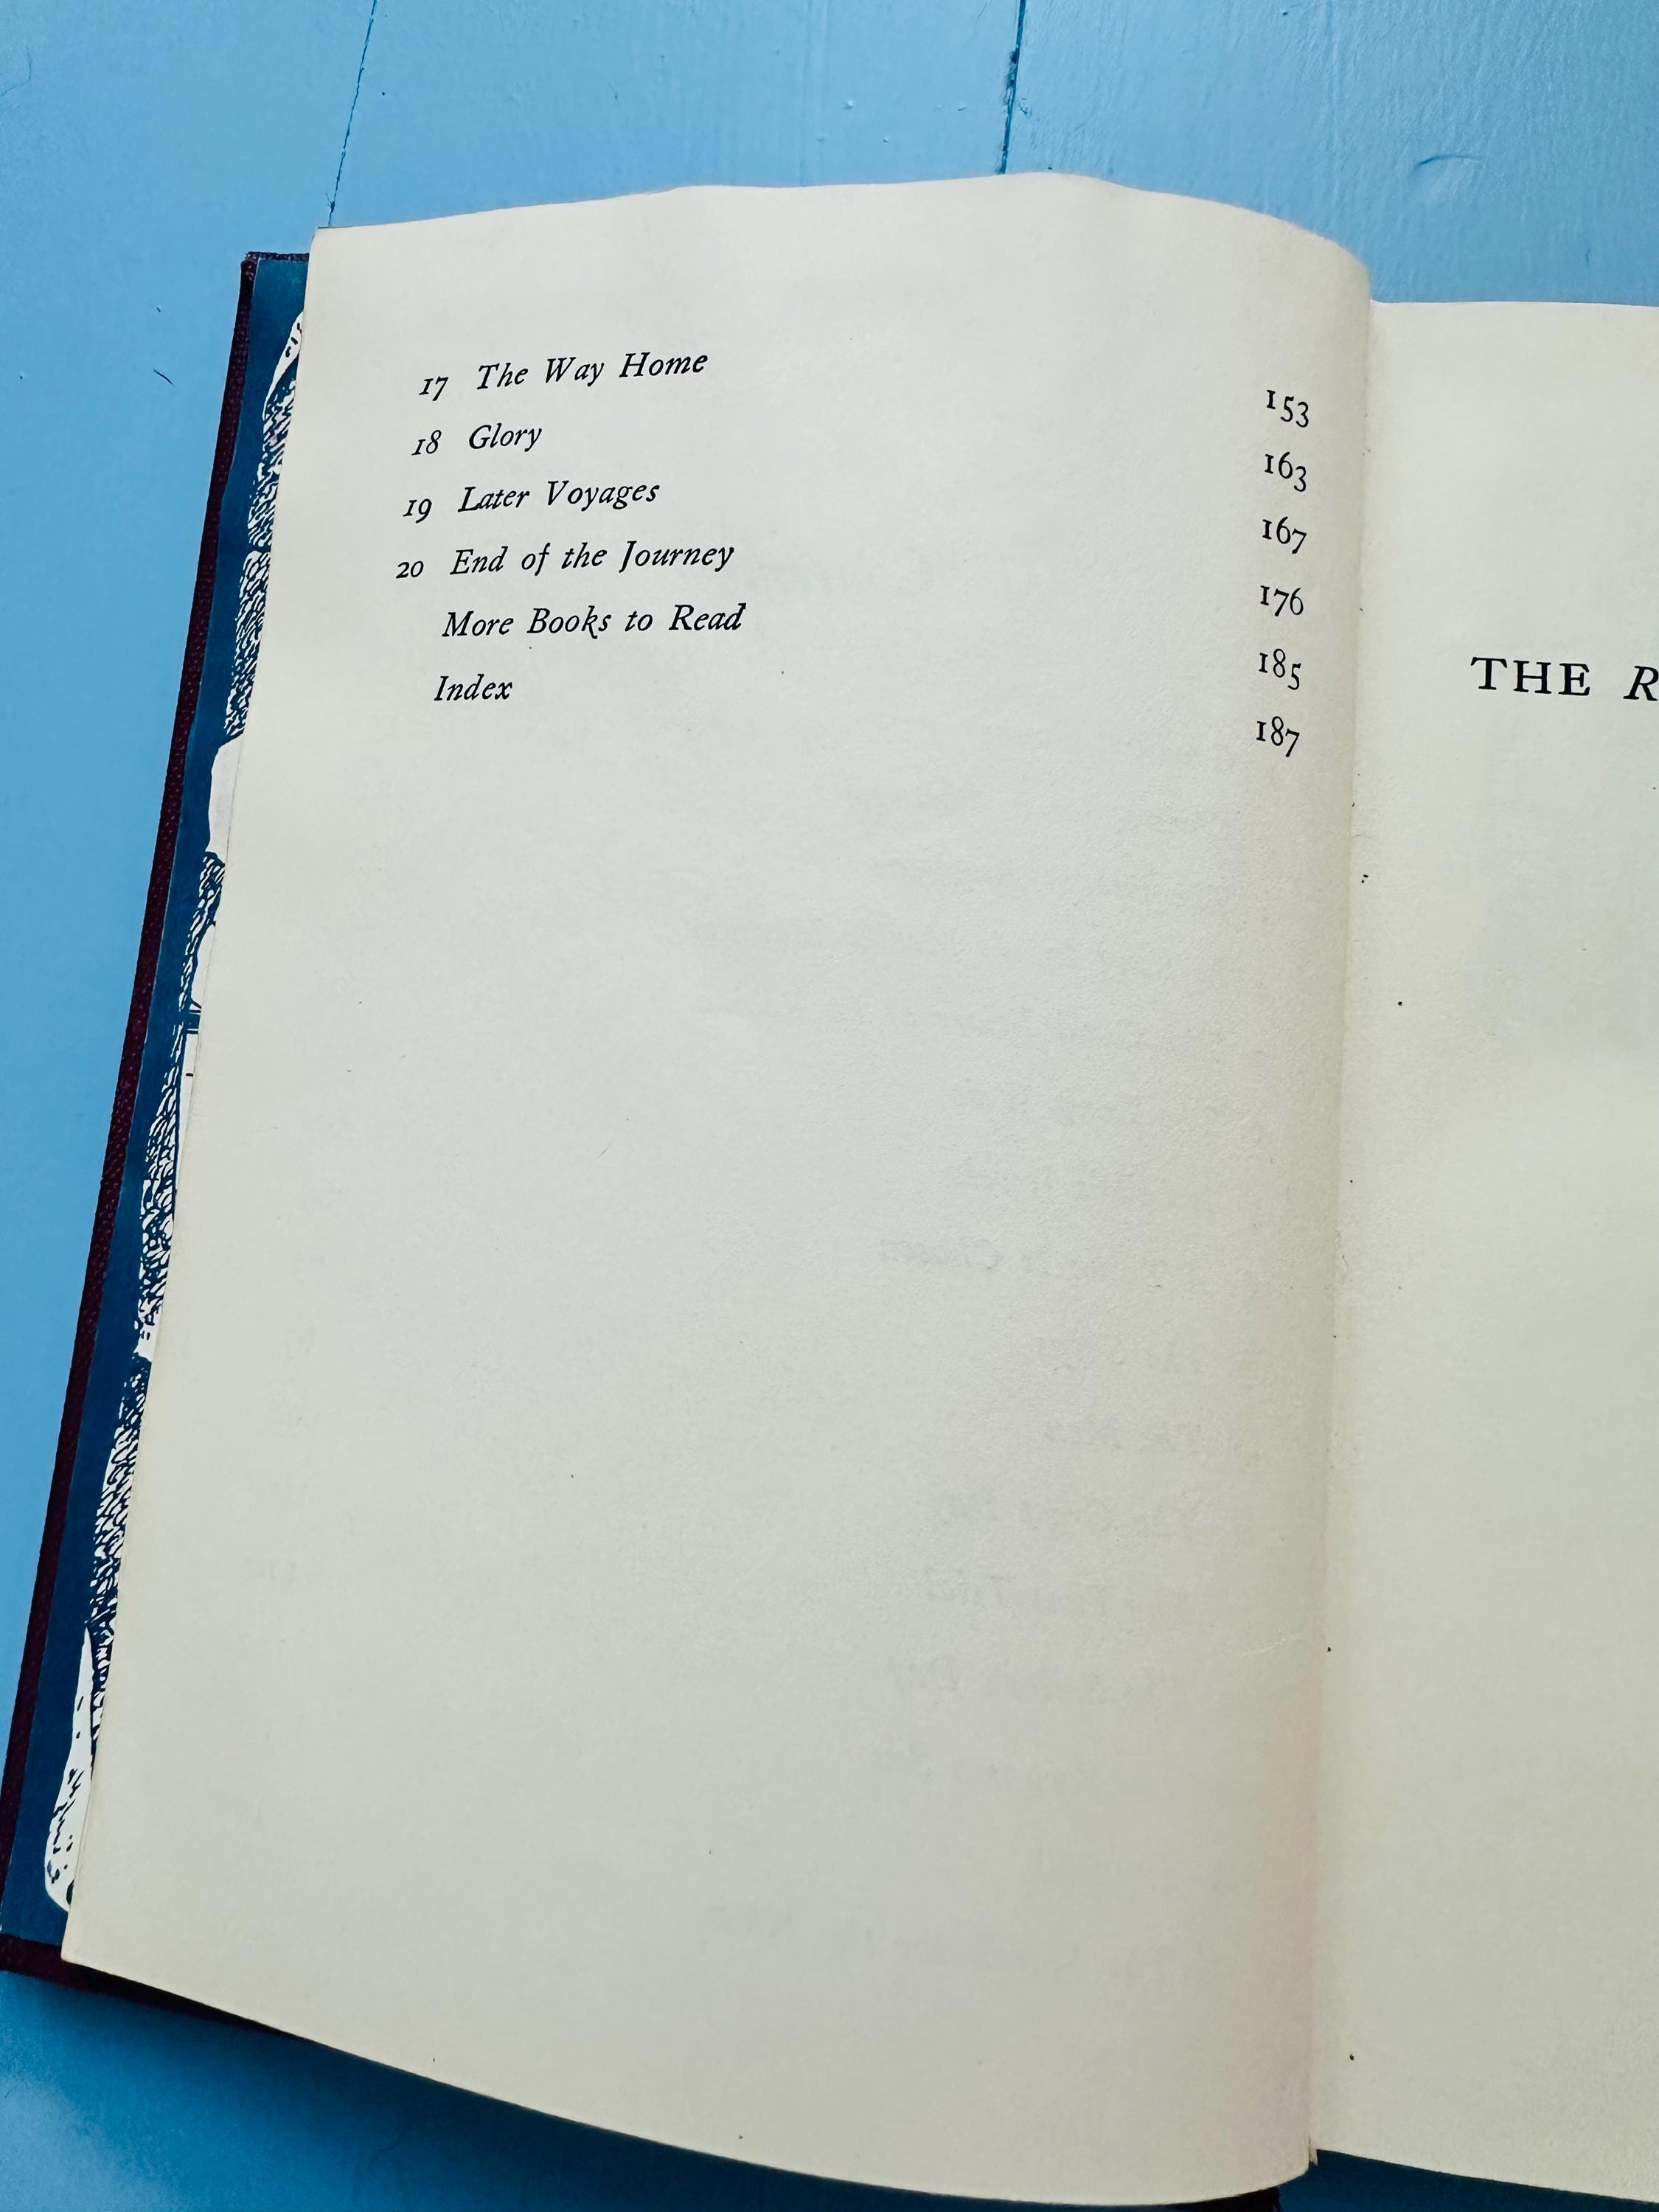 17 The Way Home 153
18 Glory 163
19 Later Voyages 167
20 End of the Journey 176
More Books to Read 185
Index 187
THE R